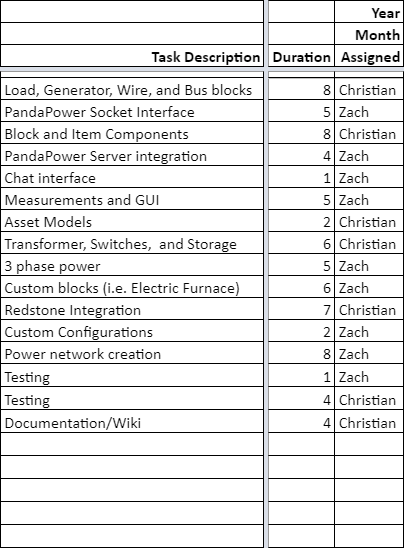 Year
Month
Task Description Duration Assigned
Load, Generator, Wire, and Bus blocks 8 Christian
PandaPower Socket Interface 5 Zach
Block and Item Components 8 Christian
PandaPower Server integration 4 Zach
Chat interface 1 Zach
Measurements and GUI 5 Zach
Asset Models 2 Christian
Transformer, Switches, and Storage 6 Christian
3 phase power 5 Zach
Custom blocks (i.e. Electric Furnace) 6 Zach
Redstone Integration 7 Christian
Custom Configurations 2 Zach
Power network creation 8 Zach
Testing 1 Zach
Testing 4 Christian
Documentation/Wiki 4 Christian